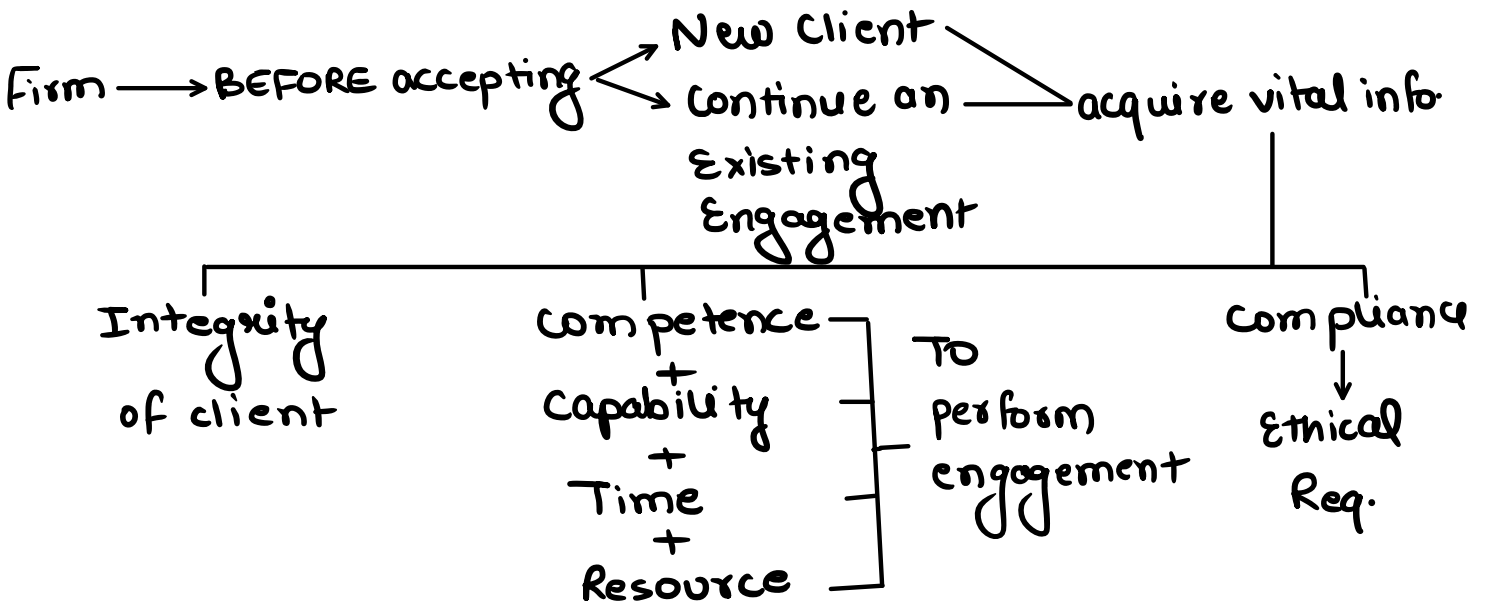 Firm → BEFORE accepting
New Client
Continue an
Existing
Engagement
acquire vital info.
Integrity
of client
Competence
+
Capability
+
Time
+
Resource
To
perform
engagement
Compliance
↓
Ethical
Req.